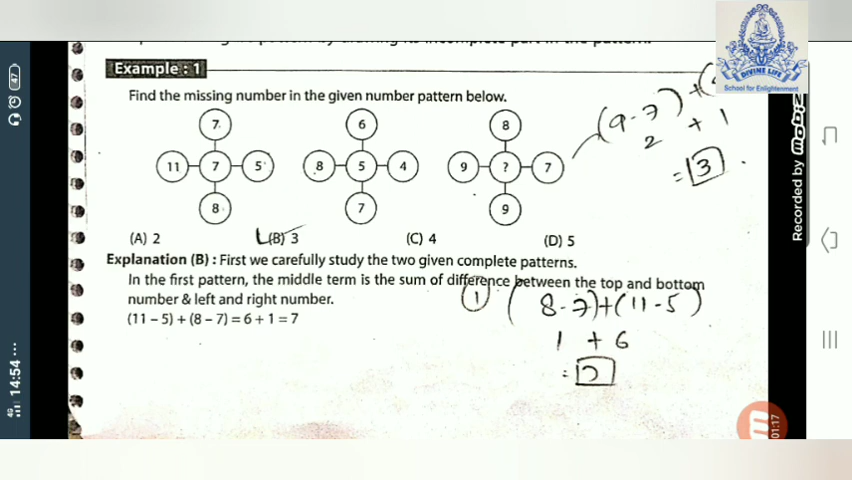 47
14:54
4G
DIVINE LIFE
School for Enlightenment
Recorded by
mobiz
Example : 1
Find the missing number in the given number pattern below.
7 6 8
11 7 5 8 5 4 9 ? 7
8 7 9
(9-7) + (
2 + 1
= 3
(A) 2 (B) 3 (C) 4 (D) 5
Explanation (B) : First we carefully study the two given complete patterns.
In the first pattern, the middle term is the sum of difference between the top and bottom
number & left and right number.
(11 – 5) + (8 – 7) = 6 + 1 = 7
1 (8-7)+(11-5)
1 + 6
=
01:17